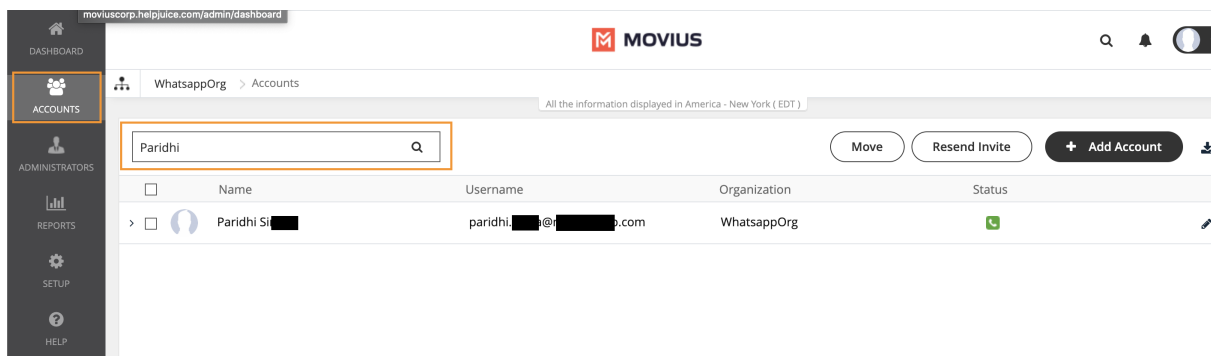 moviuscorp.helpjuice.com/admin/dashboard
DASHBOARD
MOVIUS
ACCOUNTS
WhatsappOrg > Accounts
All the information displayed in America - New York ( EDT )
Paridhi
Move
Resend Invite
+ Add Account
ADMINISTRATORS
Name Username Organization Status
REPORTS
Paridhi Si paridhi. a@ .com WhatsappOrg
SETUP
HELP